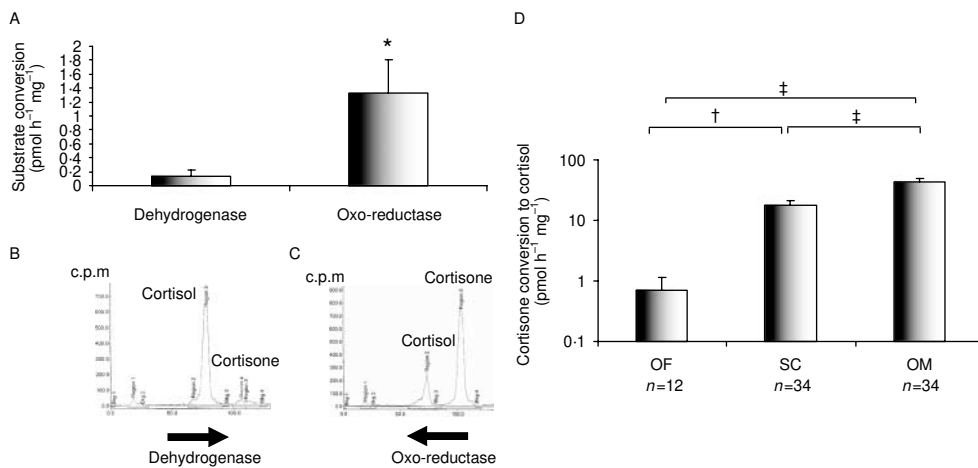 A
Substrate conversion
(pmol h⁻¹ mg⁻¹)
2
1·8
1·6
1·4
1·2
1
0·8
0·6
0·4
0·2
0
*
Dehydrogenase
Oxo-reductase
B
c.p.m
Cortisol
Cortisone
Dehydrogenase
C
c.p.m
Cortisone
Cortisol
Oxo-reductase
D
Cortisone conversion to cortisol
(pmol h⁻¹ mg⁻¹)
‡
† ‡
100
10
1
0·1
OF SC OM
n=12 n=34 n=34